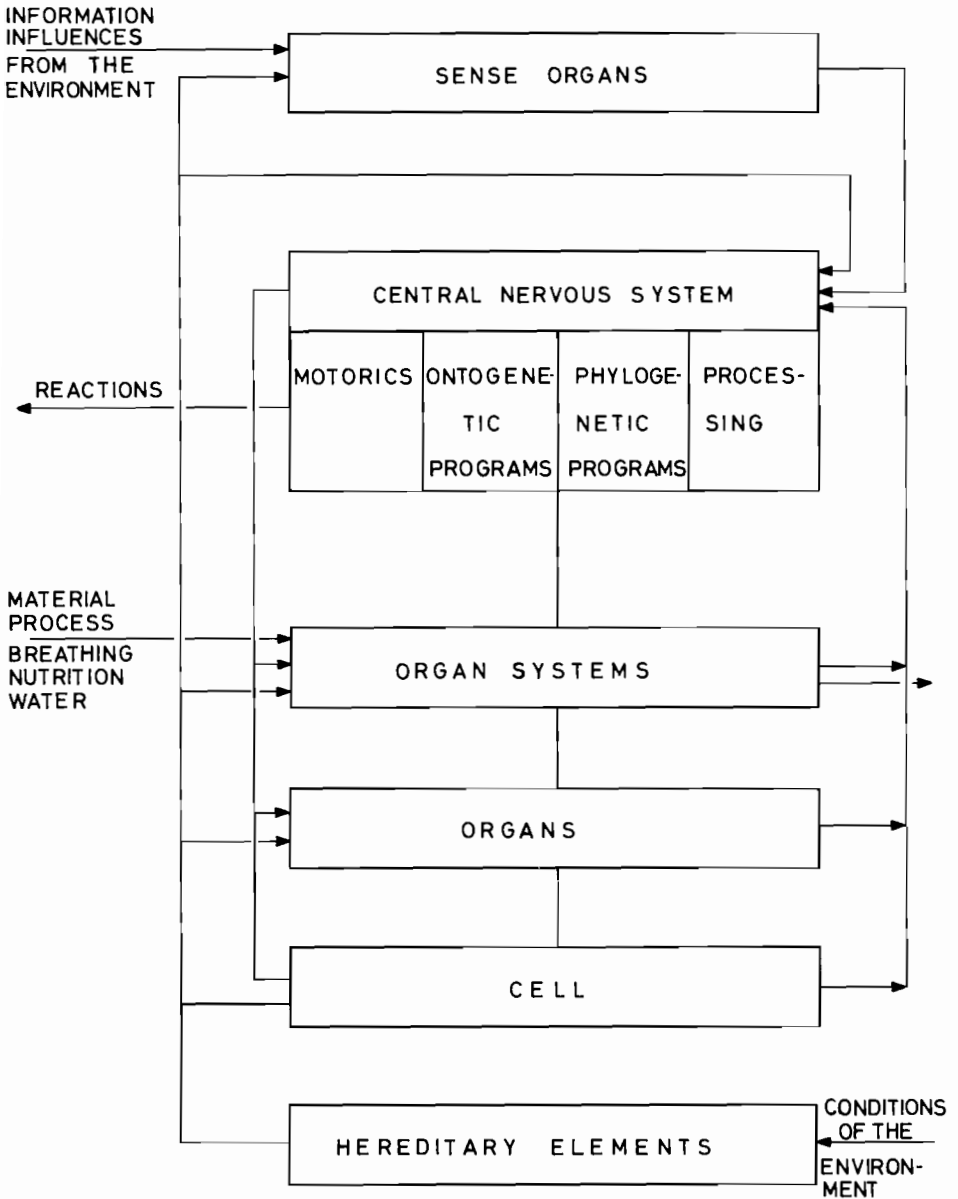 INFORMATION
INFLUENCES
FROM THE
ENVIRONMENT
SENSE ORGANS
CENTRAL NERVOUS SYSTEM
MOTORICS
ONTOGENE-
TIC
PROGRAMS
PHYLOGE-
NETIC
PROGRAMS
PROCES-
SING
REACTIONS
MATERIAL
PROCESS
BREATHING
NUTRITION
WATER
ORGAN SYSTEMS
ORGANS
CELL
HEREDITARY ELEMENTS
CONDITIONS
OF THE
ENVIRON-
MENT